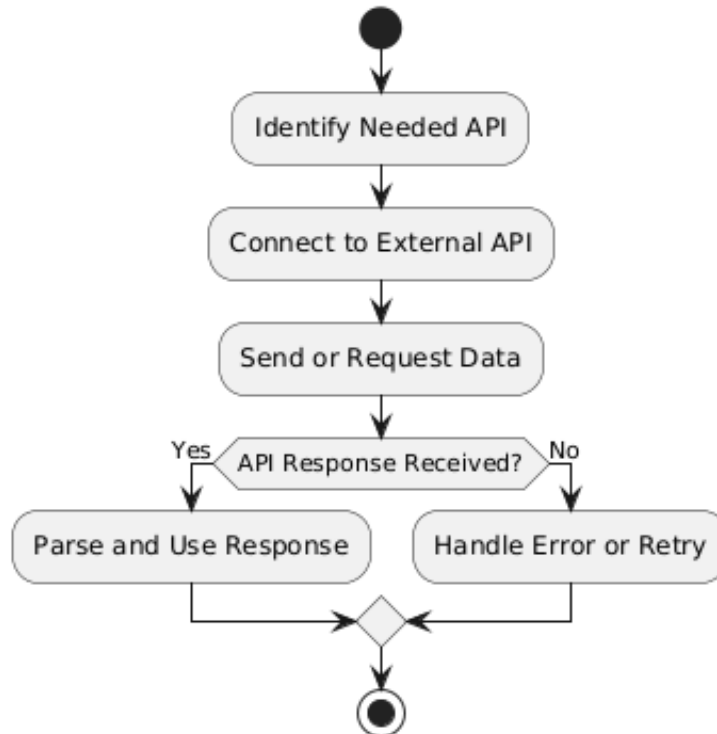 Identify Needed API
Connect to External API
Send or Request Data
Yes
API Response Received?
No
Parse and Use Response
Handle Error or Retry